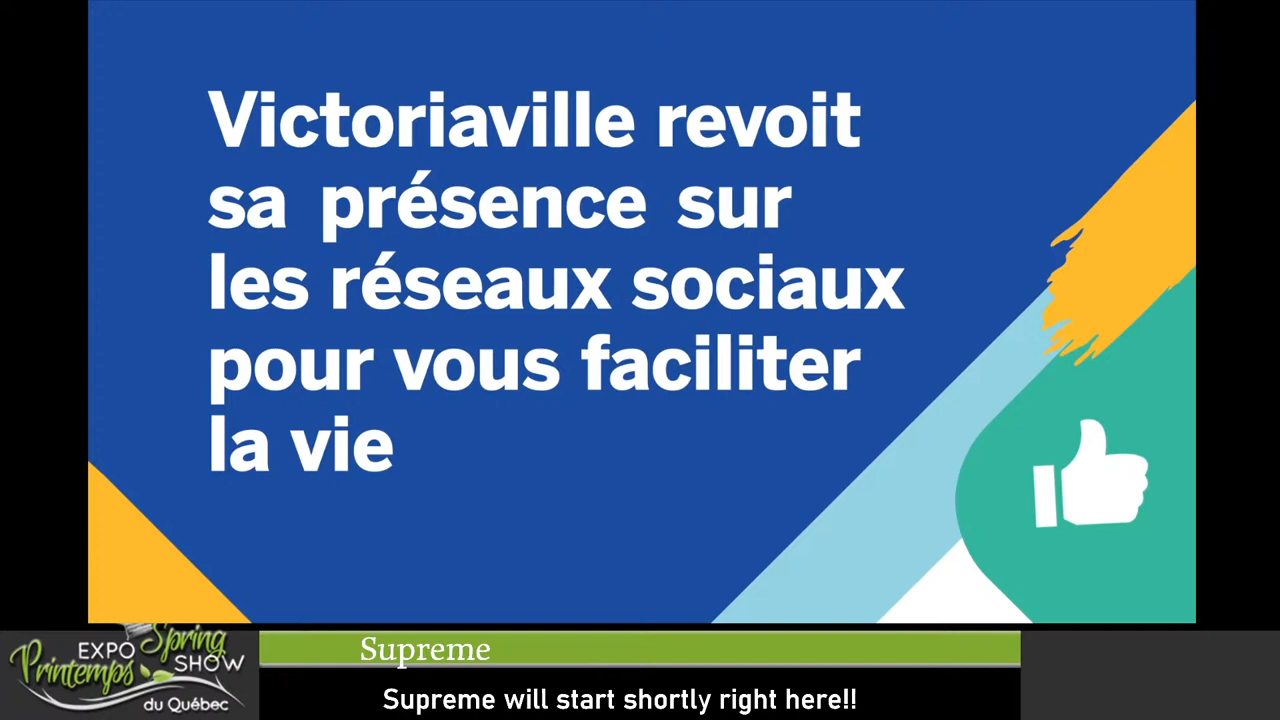 Victoriaville revoit
sa présence sur
les réseaux sociaux
pour vous faciliter
la vie
EXPO Spring
Printemps SHOW
du Québec
Supreme
Supreme will start shortly right here!!